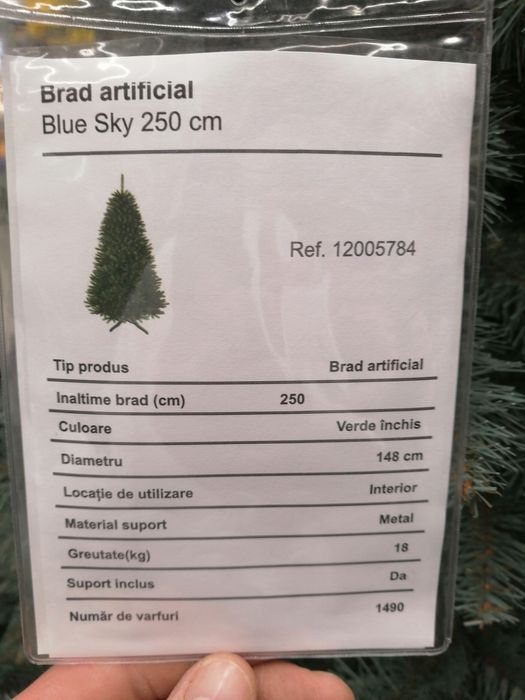 Brad artificial
Blue Sky 250 cm
Ref. 12005784
Tip produs Brad artificial
Inaltime brad (cm) 250
Culoare Verde închis
Diametru 148 cm
Locație de utilizare Interior
Material suport Metal
Greutate(kg) 18
Suport inclus Da
Număr de varfuri 1490